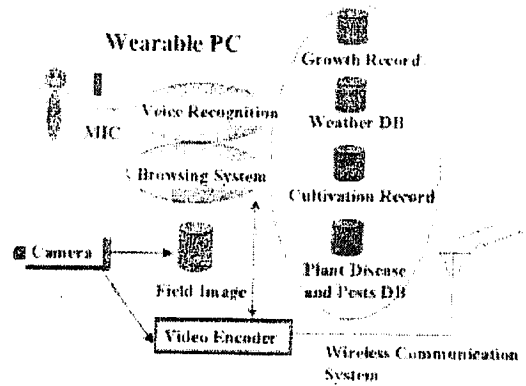 Wearable PC
Growth Record
MIC
Voice Recognition
Weather DB
Browsing System
Cultivation Record
Camera
Field Image
Plant Disease
and Pests DB
Video Encoder
Wireless Communication
System